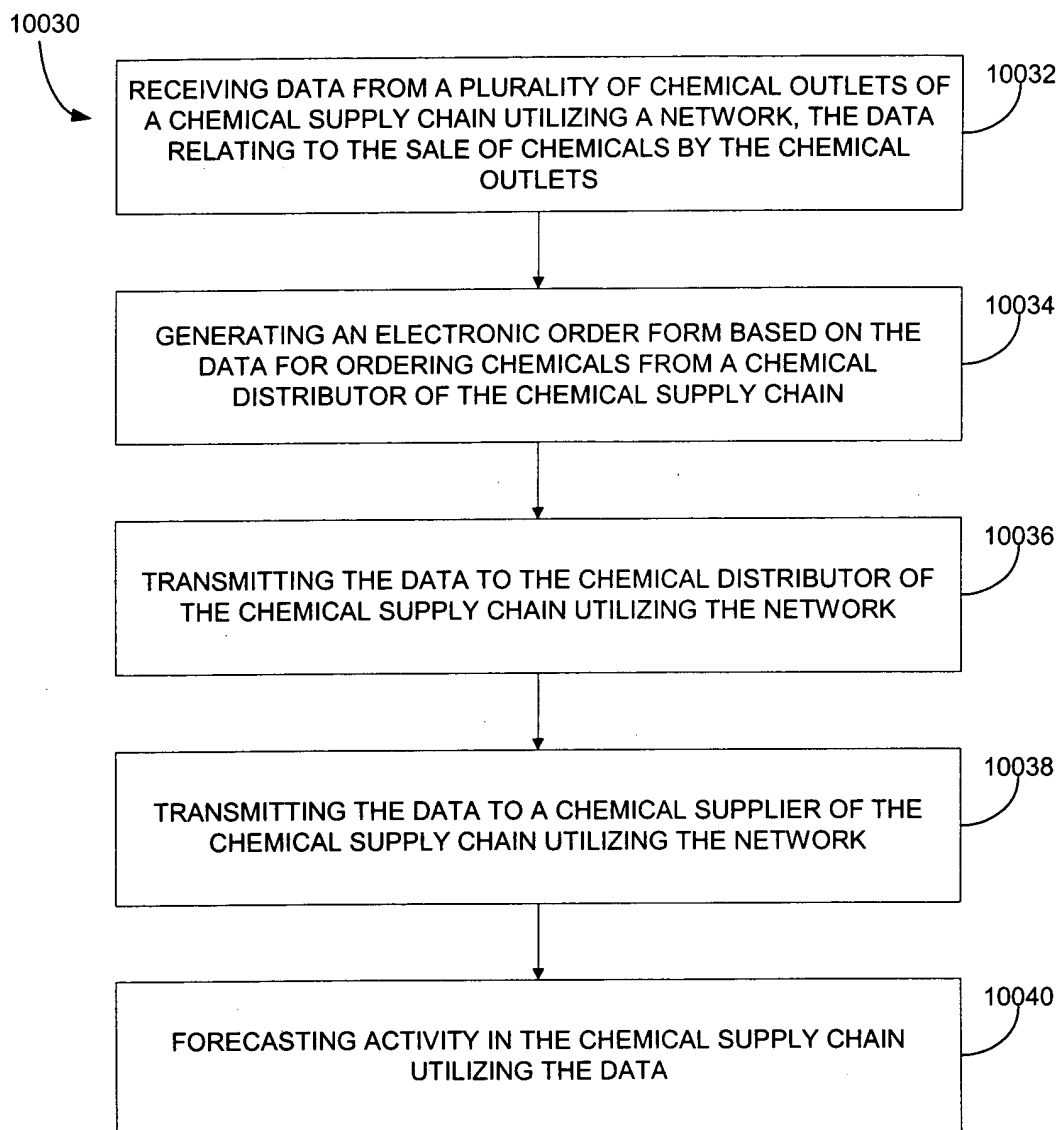 10030
10032
RECEIVING DATA FROM A PLURALITY OF CHEMICAL OUTLETS OF
A CHEMICAL SUPPLY CHAIN UTILIZING A NETWORK, THE DATA
RELATING TO THE SALE OF CHEMICALS BY THE CHEMICAL
OUTLETS
10034
GENERATING AN ELECTRONIC ORDER FORM BASED ON THE
DATA FOR ORDERING CHEMICALS FROM A CHEMICAL
DISTRIBUTOR OF THE CHEMICAL SUPPLY CHAIN
10036
TRANSMITTING THE DATA TO THE CHEMICAL DISTRIBUTOR OF
THE CHEMICAL SUPPLY CHAIN UTILIZING THE NETWORK
10038
TRANSMITTING THE DATA TO A CHEMICAL SUPPLIER OF THE
CHEMICAL SUPPLY CHAIN UTILIZING THE NETWORK
10040
FORECASTING ACTIVITY IN THE CHEMICAL SUPPLY CHAIN
UTILIZING THE DATA